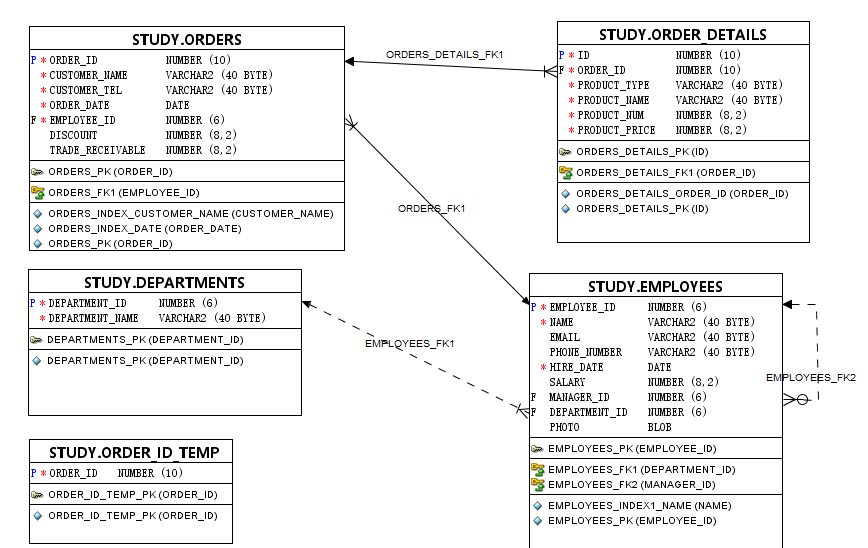 STUDY.ORDERS
P * ORDER_ID NUMBER (10)
* CUSTOMER_NAME VARCHAR2 (40 BYTE)
* CUSTOMER_TEL VARCHAR2 (40 BYTE)
* ORDER_DATE DATE
F * EMPLOYEE_ID NUMBER (6)
DISCOUNT NUMBER (8,2)
TRADE_RECEIVABLE NUMBER (8,2)
ORDERS_PK (ORDER_ID)
ORDERS_FK1 (EMPLOYEE_ID)
ORDERS_INDEX_CUSTOMER_NAME (CUSTOMER_NAME)
ORDERS_INDEX_DATE (ORDER_DATE)
ORDERS_PK (ORDER_ID)
ORDERS_DETAILS_FK1
STUDY.ORDER_DETAILS
P * ID NUMBER (10)
F * ORDER_ID NUMBER (10)
* PRODUCT_TYPE VARCHAR2 (40 BYTE)
* PRODUCT_NAME VARCHAR2 (40 BYTE)
* PRODUCT_NUM NUMBER (8,2)
* PRODUCT_PRICE NUMBER (8,2)
ORDERS_DETAILS_PK (ID)
ORDERS_DETAILS_FK1 (ORDER_ID)
ORDERS_DETAILS_ORDER_ID (ORDER_ID)
ORDERS_DETAILS_PK (ID)
ORDERS_FK1
STUDY.DEPARTMENTS
P * DEPARTMENT_ID NUMBER (6)
* DEPARTMENT_NAME VARCHAR2 (40 BYTE)
DEPARTMENTS_PK (DEPARTMENT_ID)
DEPARTMENTS_PK (DEPARTMENT_ID)
EMPLOYEES_FK1
STUDY.EMPLOYEES
P * EMPLOYEE_ID NUMBER (6)
* NAME VARCHAR2 (40 BYTE)
EMAIL VARCHAR2 (40 BYTE)
PHONE_NUMBER VARCHAR2 (40 BYTE)
* HIRE_DATE DATE
SALARY NUMBER (8,2)
F MANAGER_ID NUMBER (6)
F DEPARTMENT_ID NUMBER (6)
PHOTO BLOB
EMPLOYEES_PK (EMPLOYEE_ID)
EMPLOYEES_FK1 (DEPARTMENT_ID)
EMPLOYEES_FK2 (MANAGER_ID)
EMPLOYEES_INDEX1_NAME (NAME)
EMPLOYEES_PK (EMPLOYEE_ID)
EMPLOYEES_FK2
STUDY.ORDER_ID_TEMP
P * ORDER_ID NUMBER (10)
ORDER_ID_TEMP_PK (ORDER_ID)
ORDER_ID_TEMP_PK (ORDER_ID)